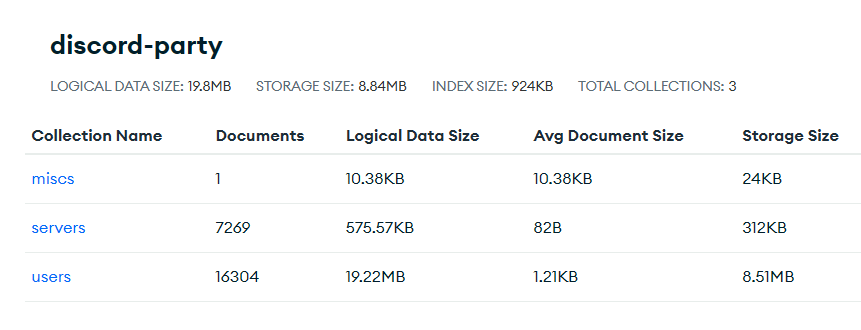 discord-party
LOGICAL DATA SIZE: 19.8MB STORAGE SIZE: 8.84MB INDEX SIZE: 924KB TOTAL COLLECTIONS: 3
Collection Name Documents Logical Data Size Avg Document Size Storage Size
miscs 1 10.38KB 10.38KB 24KB
servers 7269 575.57KB 82B 312KB
users 16304 19.22MB 1.21KB 8.51MB